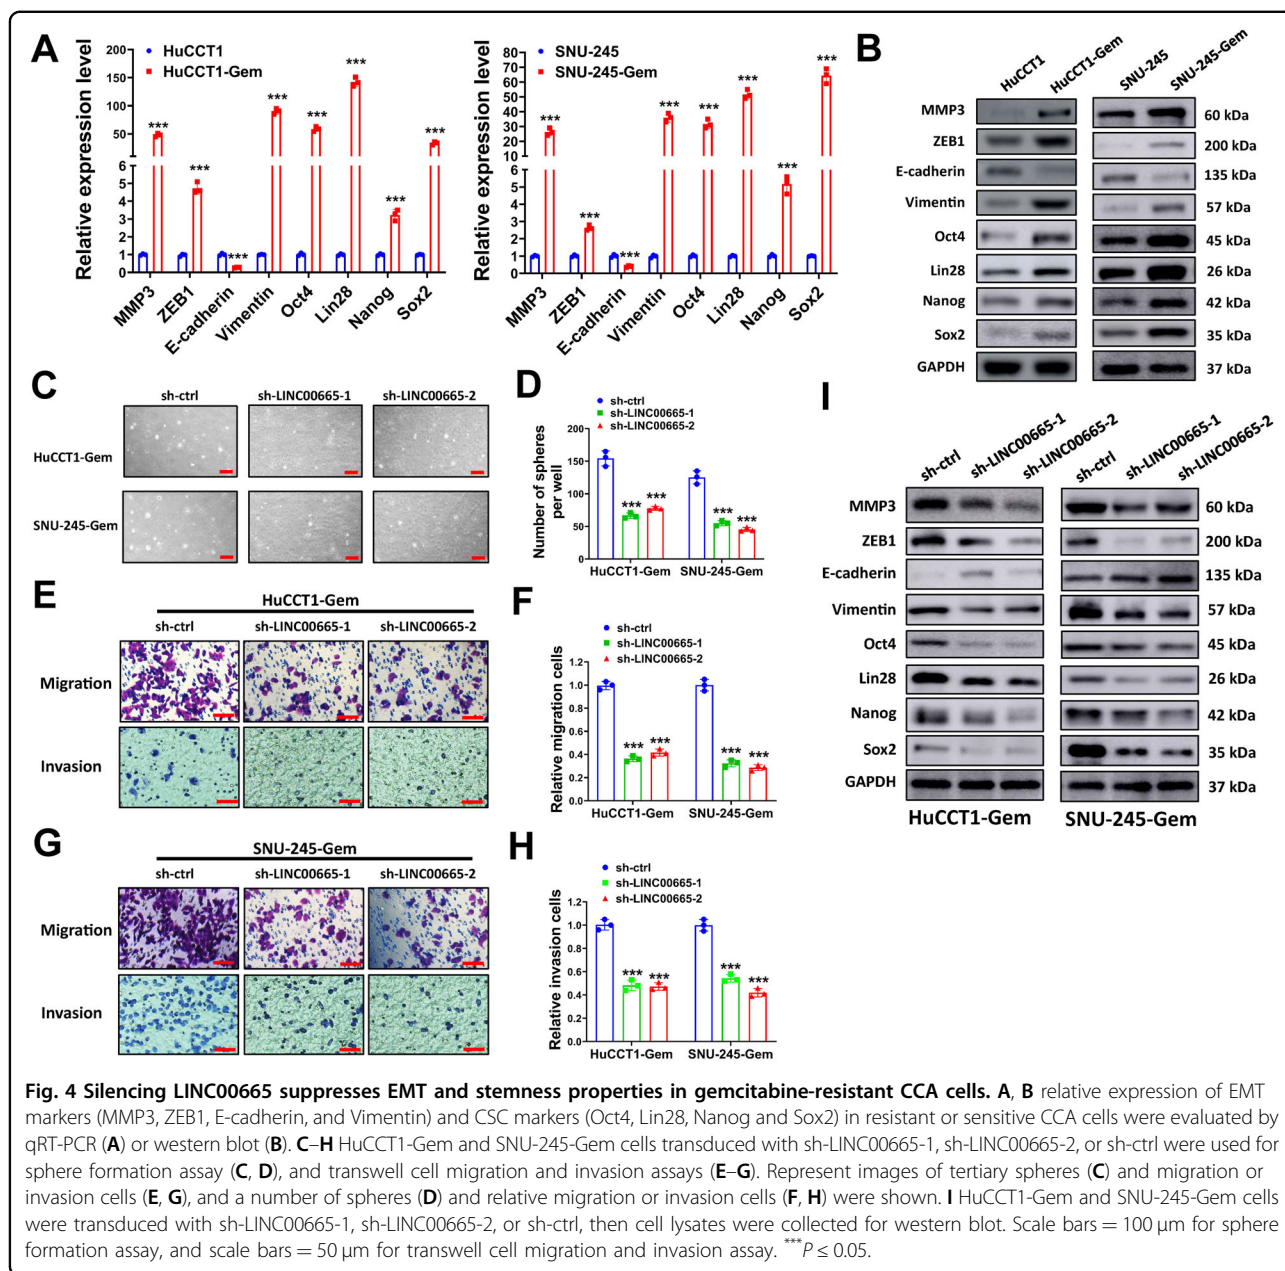 A
HuCCT1
HuCCT1-Gem
Relative expression level
200
150
100
50
6
5
4
3
2
1
0
***
***
***
***
***
***
***
***
MMP3
ZEB1
E-cadherin
Vimentin
Oct4
Lin28
Nanog
Sox2
SNU-245
SNU-245-Gem
Relative expression level
80
70
60
50
40
30
20
10
6
5
4
3
2
1
0
***
***
***
***
***
***
***
***
MMP3
ZEB1
E-cadherin
Vimentin
Oct4
Lin28
Nanog
Sox2
B
HuCCT1
HuCCT1-Gem
SNU-245
SNU-245-Gem
MMP3 60 kDa
ZEB1 200 kDa
E-cadherin 135 kDa
Vimentin 57 kDa
Oct4 45 kDa
Lin28 26 kDa
Nanog 42 kDa
Sox2 35 kDa
GAPDH 37 kDa
C
sh-ctrl sh-LINC00665-1 sh-LINC00665-2
HuCCT1-Gem
SNU-245-Gem
D
sh-ctrl
sh-LINC00665-1
sh-LINC00665-2
Number of spheres
per well
200
150
100
50
0
***
***
***
***
HuCCT1-Gem SNU-245-Gem
E
HuCCT1-Gem
sh-ctrl sh-LINC00665-1 sh-LINC00665-2
Migration
Invasion
F
sh-ctrl
sh-LINC00665-1
sh-LINC00665-2
Relative migration cells
1.2
1.0
0.8
0.6
0.4
0.2
0.0
***
***
***
***
HuCCT1-Gem SNU-245-Gem
G
SNU-245-Gem
sh-ctrl sh-LINC00665-1 sh-LINC00665-2
Migration
Invasion
H
sh-ctrl
sh-LINC00665-1
sh-LINC00665-2
Relative invasion cells
1.2
1.0
0.8
0.6
0.4
0.2
0.0
***
***
***
***
HuCCT1-Gem SNU-245-Gem
I
sh-ctrl
sh-LINC00665-1
sh-LINC00665-2
sh-ctrl
sh-LINC00665-1
sh-LINC00665-2
MMP3 60 kDa
ZEB1 200 kDa
E-cadherin 135 kDa
Vimentin 57 kDa
Oct4 45 kDa
Lin28 26 kDa
Nanog 42 kDa
Sox2 35 kDa
GAPDH 37 kDa
HuCCT1-Gem SNU-245-Gem
Fig. 4 Silencing LINC00665 suppresses EMT and stemness properties in gemcitabine-resistant CCA cells. A, B relative expression of EMT
markers (MMP3, ZEB1, E-cadherin, and Vimentin) and CSC markers (Oct4, Lin28, Nanog and Sox2) in resistant or sensitive CCA cells were evaluated by
qRT-PCR (A) or western blot (B). C–H HuCCT1-Gem and SNU-245-Gem cells transduced with sh-LINC00665-1, sh-LINC00665-2, or sh-ctrl were used for
sphere formation assay (C, D), and transwell cell migration and invasion assays (E–G). Represent images of tertiary spheres (C) and migration or
invasion cells (E, G), and a number of spheres (D) and relative migration or invasion cells (F, H) were shown. I HuCCT1-Gem and SNU-245-Gem cells
were transduced with sh-LINC00665-1, sh-LINC00665-2, or sh-ctrl, then cell lysates were collected for western blot. Scale bars = 100 μm for sphere
formation assay, and scale bars = 50 μm for transwell cell migration and invasion assay. ***P ≤ 0.05.